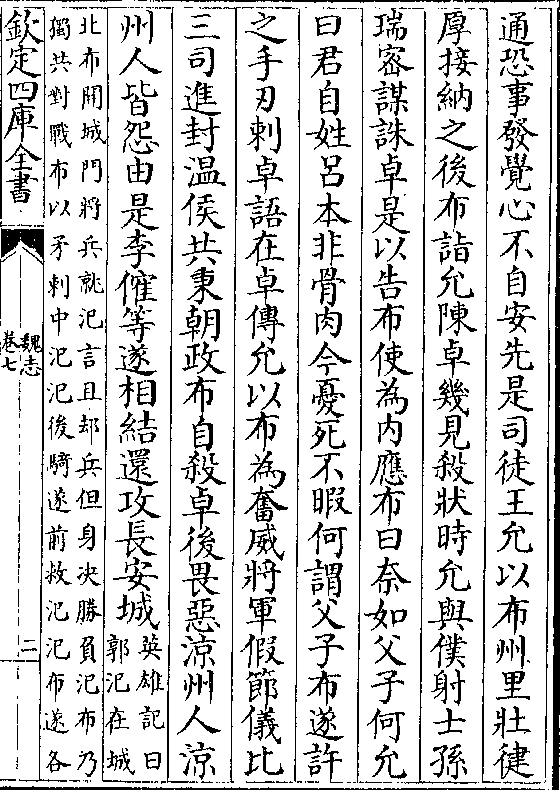 通恐事發覺心不自安先是司徒王允以布州里壯健
厚接納之後布詣允陳卓幾見殺狀時允與僕射士孫
瑞密謀誅卓是以告布使為内應布曰奈如父子何允
曰君自姓吕本非骨肉今憂死不暇何謂父子布遂許
之手刃刺卓語在卓傳允以布為奮威將軍假節儀比
三司進封温侯共秉朝政布自殺卓後畏惡涼州人涼
州人皆怨由是李傕等遂相結還攻長安城
英雄記曰
郭汜在城
北布開城門將兵就汜言且却兵但身决勝負汜布乃
獨共對戰布以矛刺中汜汜後騎遂前救汜汜布遂各
欽定四庫全書
魏志
卷七
二